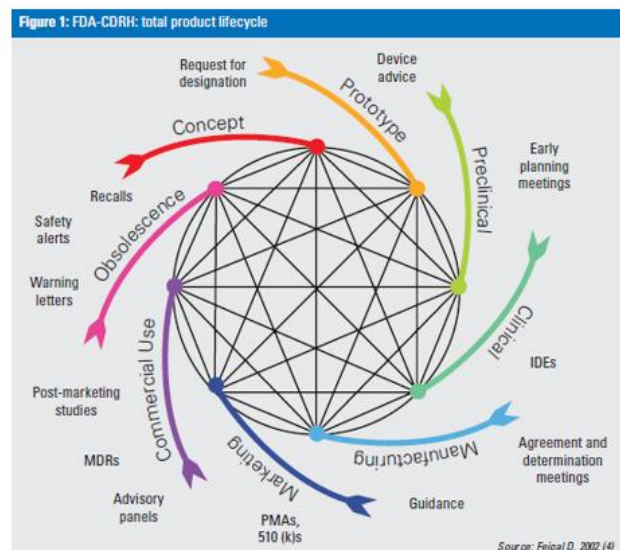 Figure 1: FDA-CDRH: total product lifecycle
Request for
designation
Device
advice
Concept
Prototype
Preclinical
Early
planning
meetings
Recalls
Safety
alerts
Obsolescence
Warning
letters
Clinical
IDEs
Post-marketing
studies
Commercial Use
MDRs
Marketing
Manufacturing
Agreement and
determination
meetings
Advisory
panels
PMAs,
510 (k)s
Guidance
Source: Feigal D, 2002 (4)